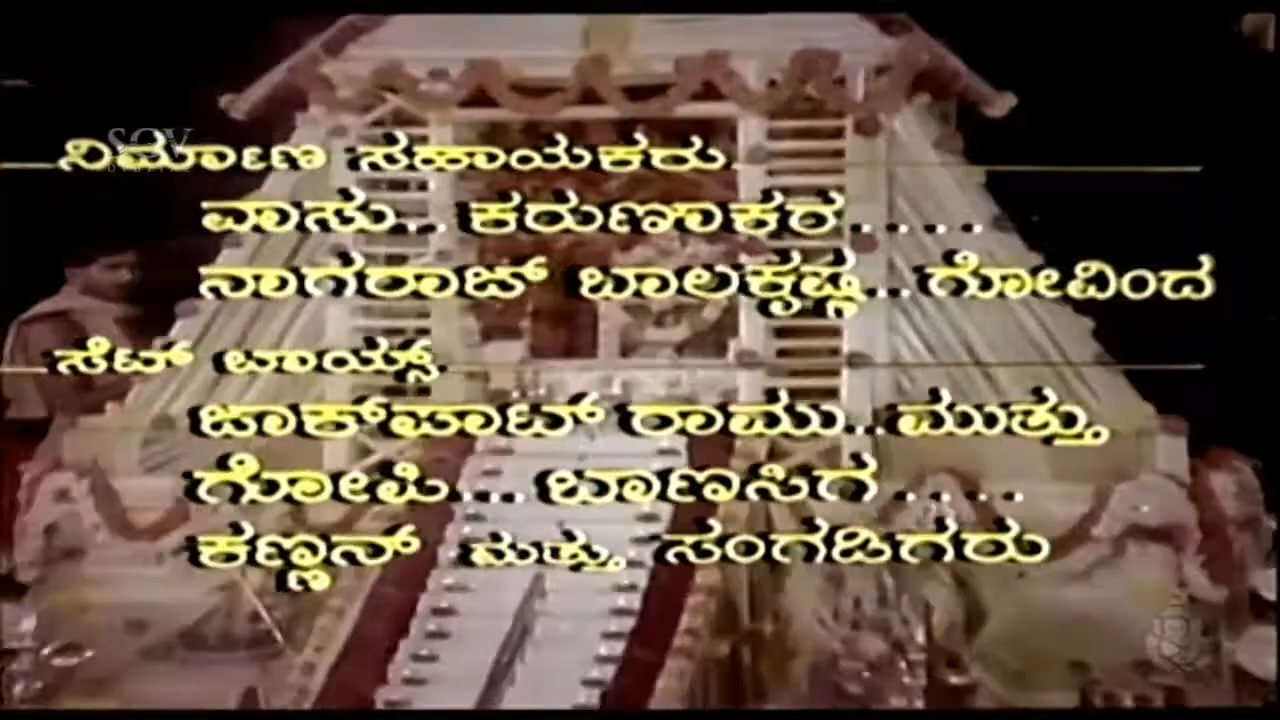 ನಿರ್ಮಾಣ ಸಹಾಯಕರು
ವಾಸು... ಕರುಣಾಕರ....
ನಾಗರಾಜ್ ಬಾಲಕೃಷ್ಣ... ಗೋವಿಂದ
ಸೆಟ್ ಬಾಯ್ಸ್
ಜಾಕ್‌ಪಾಟ್ ರಾಮು... ಮುತ್ತು
ಗೋಪಿ.... ಬಾಣಸಿಗ....
ಕಣ್ಣನ್ ಮತ್ತು ಸಂಗಡಿಗರು